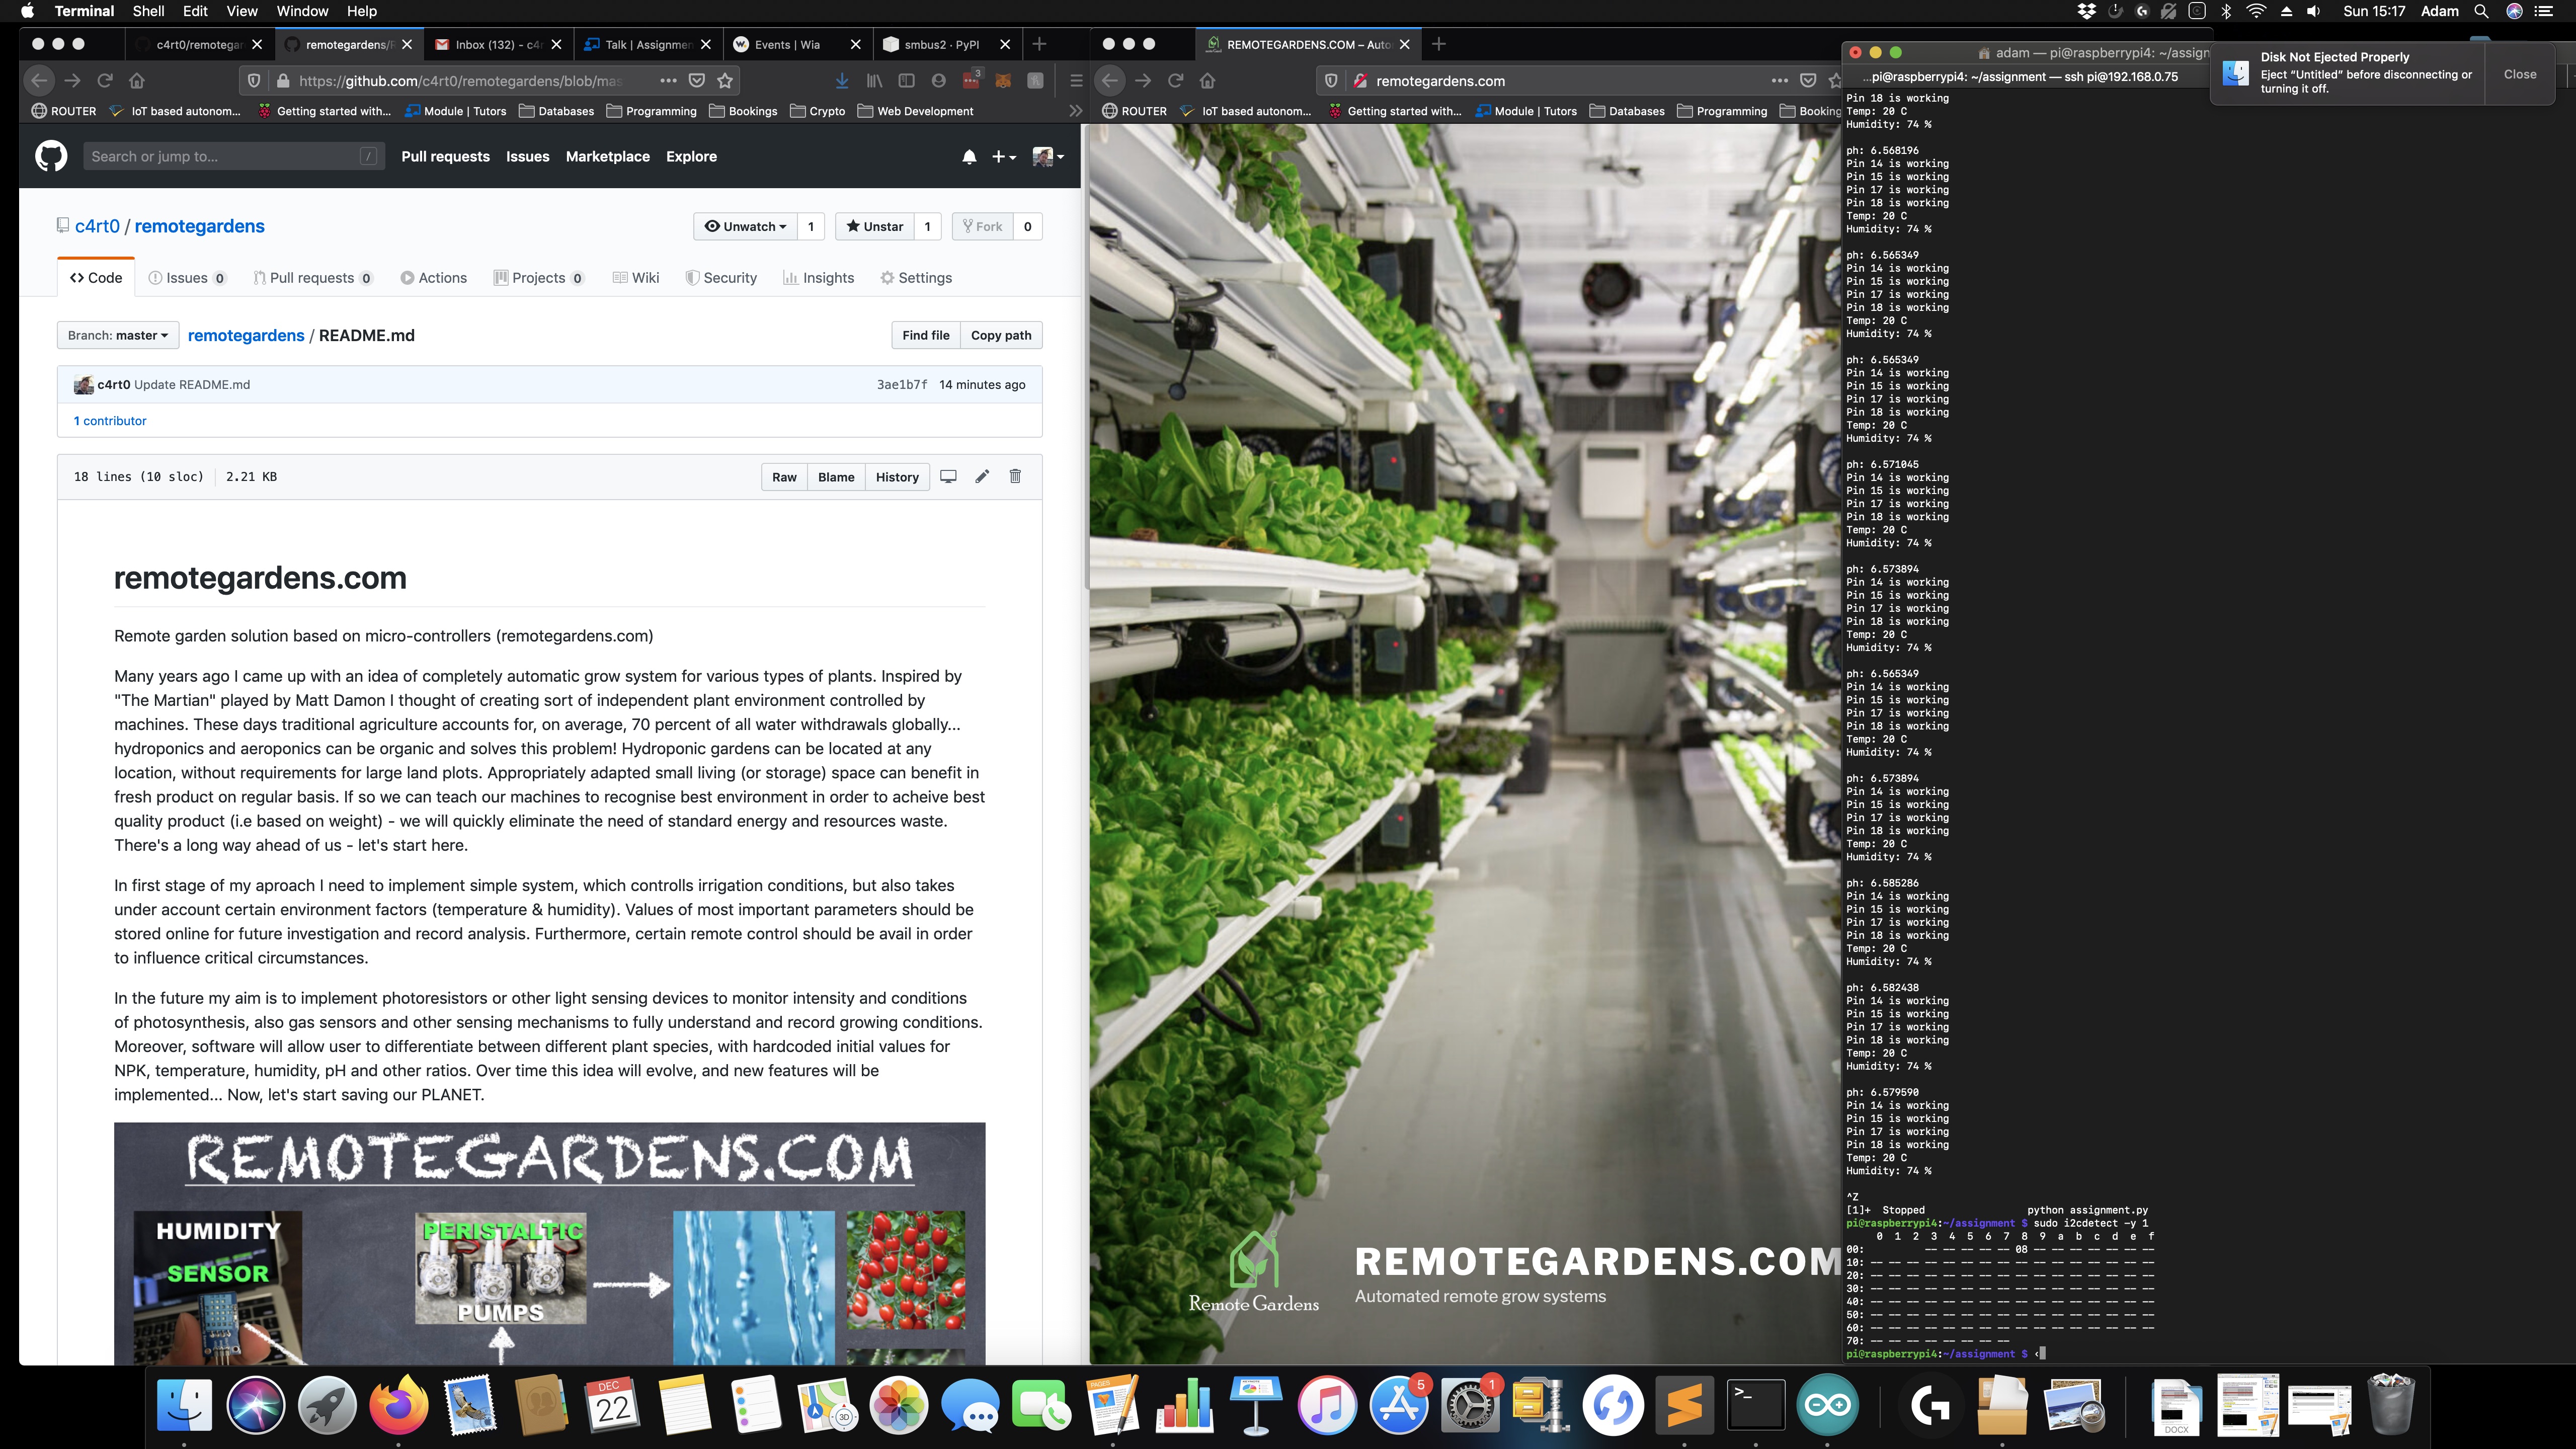 Terminal Shell Edit View Window Help
Sun 15:17 Adam
c4rt0/remotegar
remotegardens/R
Inbox (132) - c4r
Talk | Assignmen
Events | Wia
smbus2 · PyPI
https://github.com/c4rt0/remotegardens/blob/mas
3
ROUTER
IoT based autonom...
Getting started with...
Module | Tutors
Databases
Programming
Bookings
Crypto
Web Development
Search or jump to...
/
Pull requests Issues Marketplace Explore
c4rt0 / remotegardens
Unwatch 1
Unstar 1
Fork 0
Code
Issues 0
Pull requests 0
Actions
Projects 0
Wiki
Security
Insights
Settings
Branch: master
remotegardens / README.md
Find file Copy path
c4rt0 Update README.md
3ae1b7f 14 minutes ago
1 contributor
18 lines (10 sloc) 2.21 KB
Raw Blame History
remotegardens.com
Remote garden solution based on micro-controllers (remotegardens.com)
Many years ago I came up with an idea of completely automatic grow system for various types of plants. Inspired by
"The Martian" played by Matt Damon I thought of creating sort of independent plant environment controlled by
machines. These days traditional agriculture accounts for, on average, 70 percent of all water withdrawals globally...
hydroponics and aeroponics can be organic and solves this problem! Hydroponic gardens can be located at any
location, without requirements for large land plots. Appropriately adapted small living (or storage) space can benefit in
fresh product on regular basis. If so we can teach our machines to recognise best environment in order to acheive best
quality product (i.e based on weight) - we will quickly eliminate the need of standard energy and resources waste.
There's a long way ahead of us - let's start here.
In first stage of my aproach I need to implement simple system, which controlls irrigation conditions, but also takes
under account certain environment factors (temperature & humidity). Values of most important parameters should be
stored online for future investigation and record analysis. Furthermore, certain remote control should be avail in order
to influence critical circumstances.
In the future my aim is to implement photoresistors or other light sensing devices to monitor intensity and conditions
of photosynthesis, also gas sensors and other sensing mechanisms to fully understand and record growing conditions.
Moreover, software will allow user to differentiate between different plant species, with hardcoded initial values for
NPK, temperature, humidity, pH and other ratios. Over time this idea will evolve, and new features will be
implemented... Now, let's start saving our PLANET.
REMOTEGARDENS.COM
HUMIDITY
SENSOR
PERISTALTIC
PUMPS
REMOTEGARDENS.COM – Auto
remotegardens.com
ROUTER
IoT based autonom...
Getting started with...
Module | Tutors
Databases
Programming
Booking
Remote Gardens
REMOTEGARDENS.COM
Automated remote grow systems
adam — pi@raspberrypi4: ~/assign
...pi@raspberrypi4: ~/assignment — ssh pi@192.168.0.75
Disk Not Ejected Properly
Eject “Untitled” before disconnecting or
turning it off.
Close
Pin 18 is working
Temp: 20 C
Humidity: 74 %
ph: 6.568196
Pin 14 is working
Pin 15 is working
Pin 17 is working
Pin 18 is working
Temp: 20 C
Humidity: 74 %
ph: 6.565349
Pin 14 is working
Pin 15 is working
Pin 17 is working
Pin 18 is working
Temp: 20 C
Humidity: 74 %
ph: 6.565349
Pin 14 is working
Pin 15 is working
Pin 17 is working
Pin 18 is working
Temp: 20 C
Humidity: 74 %
ph: 6.571045
Pin 14 is working
Pin 15 is working
Pin 17 is working
Pin 18 is working
Temp: 20 C
Humidity: 74 %
ph: 6.573894
Pin 14 is working
Pin 15 is working
Pin 17 is working
Pin 18 is working
Temp: 20 C
Humidity: 74 %
ph: 6.565349
Pin 14 is working
Pin 15 is working
Pin 17 is working
Pin 18 is working
Temp: 20 C
Humidity: 74 %
ph: 6.573894
Pin 14 is working
Pin 15 is working
Pin 17 is working
Pin 18 is working
Temp: 20 C
Humidity: 74 %
ph: 6.585286
Pin 14 is working
Pin 15 is working
Pin 17 is working
Pin 18 is working
Temp: 20 C
Humidity: 74 %
ph: 6.582438
Pin 14 is working
Pin 15 is working
Pin 17 is working
Pin 18 is working
Temp: 20 C
Humidity: 74 %
ph: 6.579590
Pin 14 is working
Pin 15 is working
Pin 17 is working
Pin 18 is working
Temp: 20 C
Humidity: 74 %
^Z
[1]+ Stopped python assignment.py
pi@raspberrypi4:~/assignment $ sudo i2cdetect -y 1
0 1 2 3 4 5 6 7 8 9 a b c d e f
00: -- -- -- -- -- 08 -- -- -- -- -- -- --
10: -- -- -- -- -- -- -- -- -- -- -- -- -- -- -- --
20: -- -- -- -- -- -- -- -- -- -- -- -- -- -- -- --
30: -- -- -- -- -- -- -- -- -- -- -- -- -- -- -- --
40: -- -- -- -- -- -- -- -- -- -- -- -- -- -- -- --
50: -- -- -- -- -- -- -- -- -- -- -- -- -- -- -- --
60: -- -- -- -- -- -- -- -- -- -- -- -- -- -- -- --
70: -- -- -- -- -- -- -- --
pi@raspberrypi4:~/assignment $ ‹
DEC
22
3D
PAGES
5
1
>_
DOCX